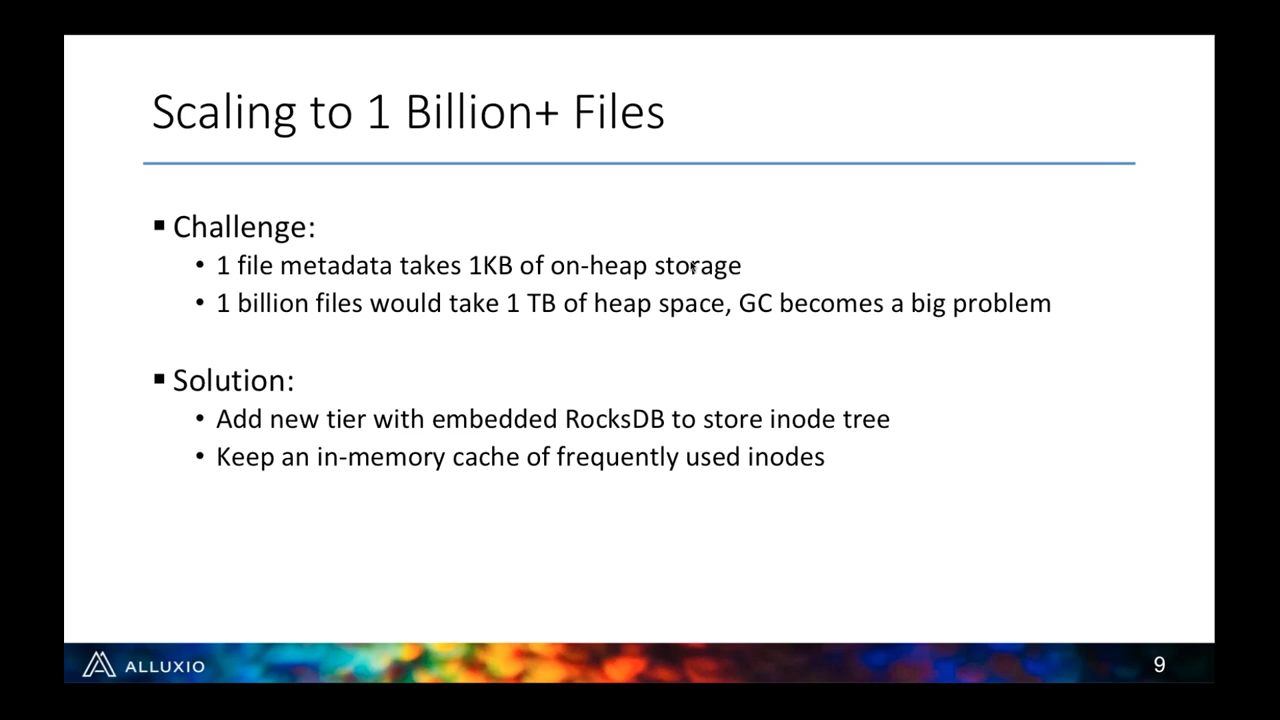 Scaling to 1 Billion+ Files
▪ Challenge:
• 1 file metadata takes 1KB of on-heap storage
• 1 billion files would take 1 TB of heap space, GC becomes a big problem
▪ Solution:
• Add new tier with embedded RocksDB to store inode tree
• Keep an in-memory cache of frequently used inodes
ALLUXIO
9